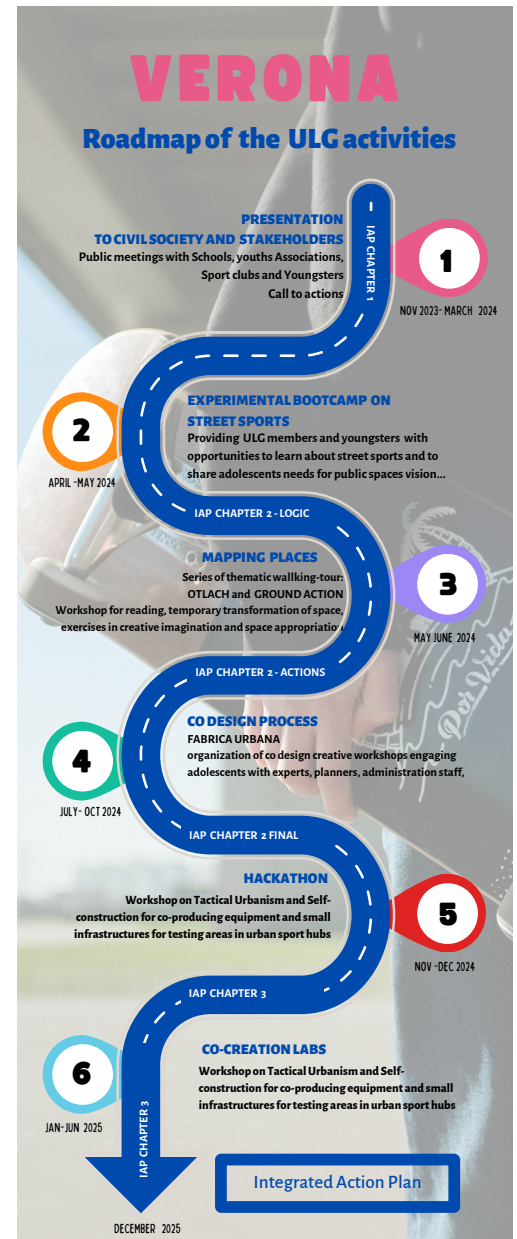 VERONA
Roadmap of the ULG activities
PRESENTATION
TO CIVIL SOCIETY AND STAKEHOLDERS
Public meetings with Schools, youths Associations,
Sport clubs and Youngsters
Call to actions
IAP CHAPTER 1
1
NOV 2023- MARCH 2024
2
APRIL -MAY 2024
EXPERIMENTAL BOOTCAMP ON
STREET SPORTS
Providing ULG members and youngsters with
opportunities to learn about street sports and to
share adolescents needs for public spaces vision...
IAP CHAPTER 2 - LOGIC
MAPPING PLACES
Series of thematic wallking-tour:
OTLACH and GROUND ACTION
Workshop for reading, temporary transformation of space,
exercises in creative imagination and space appropriation
3
MAY JUNE 2024
Por Vida
IAP CHAPTER 2 - ACTIONS
4
JULY- OCT 2024
CO DESIGN PROCESS
FABRICA URBANA
organization of co design creative workshops engaging
adolescents with experts, planners, administration staff,
IAP CHAPTER 2 FINAL
HACKATHON
Workshop on Tactical Urbanism and Self-
construction for co-producing equipment and small
infrastructures for testing areas in urban sport hubs
5
NOV -DEC 2024
IAP CHAPTER 3
6
JAN-JUN 2025
CO-CREATION LABS
Workshop on Tactical Urbanism and Self-
construction for co-producing equipment and small
infrastructures for testing areas in urban sport hubs
IAP CHAPTER 3
Integrated Action Plan
DECEMBER 2025